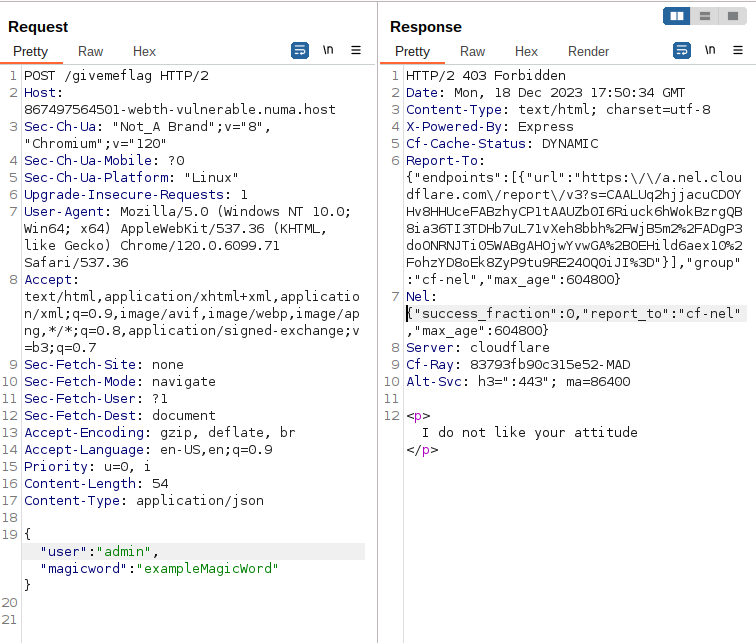 Request
Pretty Raw Hex \n
1 POST /givemeflag HTTP/2
2 Host:
867497564501-webth-vulnerable.numa.host
3 Sec-Ch-Ua: "Not_A Brand";v="8",
"Chromium";v="120"
4 Sec-Ch-Ua-Mobile: ?0
5 Sec-Ch-Ua-Platform: "Linux"
6 Upgrade-Insecure-Requests: 1
7 User-Agent: Mozilla/5.0 (Windows NT 10.0;
Win64; x64) AppleWebKit/537.36 (KHTML,
like Gecko) Chrome/120.0.6099.71
Safari/537.36
8 Accept:
text/html,application/xhtml+xml,applicatio
n/xml;q=0.9,image/avif,image/webp,image/ap
ng,*/*;q=0.8,application/signed-exchange;v
=b3;q=0.7
9 Sec-Fetch-Site: none
10 Sec-Fetch-Mode: navigate
11 Sec-Fetch-User: ?1
12 Sec-Fetch-Dest: document
13 Accept-Encoding: gzip, deflate, br
14 Accept-Language: en-US,en;q=0.9
15 Priority: u=0, i
16 Content-Length: 54
17 Content-Type: application/json
18
19 {
"user":"admin",
"magicword":"exampleMagicWord"
}
20
21
Response
Pretty Raw Hex Render \n
1 HTTP/2 403 Forbidden
2 Date: Mon, 18 Dec 2023 17:50:34 GMT
3 Content-Type: text/html; charset=utf-8
4 X-Powered-By: Express
5 Cf-Cache-Status: DYNAMIC
6 Report-To:
{"endpoints":[{"url":"https:\/\/a.nel.clou
dflare.com\/report\/v3?s=CAALUq2hjjacuCDOY
Hv8HHUceFABzhyCP1tAAUZbOI6Riuck6hWokBzrgQB
8ia36TI3TDHb7uL71vXeh8bbh%2FWjB5m2%2FADgP3
doONRNJTi05WABgAHOjwYvwGA%2BOEHild6aex10%2
FohzYD8oEk8ZyP9tu9RE24OQ0iJI%3D"}],"group"
:"cf-nel","max_age":604800}
7 Nel:
{"success_fraction":0,"report_to":"cf-nel"
,"max_age":604800}
8 Server: cloudflare
9 Cf-Ray: 83793fb90c315e52-MAD
10 Alt-Svc: h3=":443"; ma=86400
11
12 <p>
I do not like your attitude
</p>